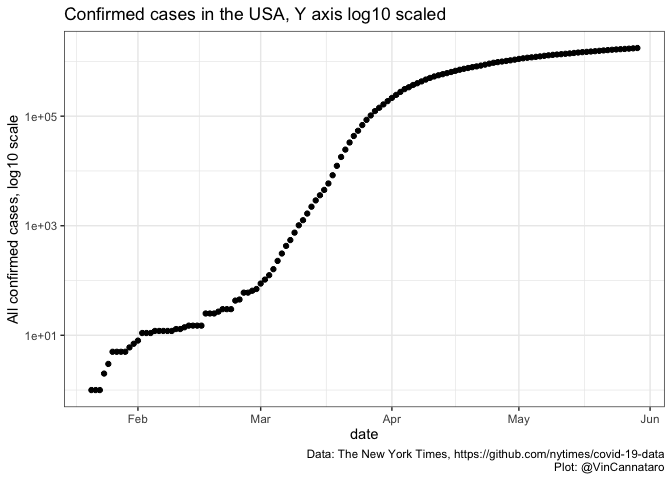 Confirmed cases in the USA, Y axis log10 scaled
All confirmed cases, log10 scale
1e+05
1e+03
1e+01
Feb Mar Apr May Jun
date
Data: The New York Times, https://github.com/nytimes/covid-19-data
Plot: @VinCannataro